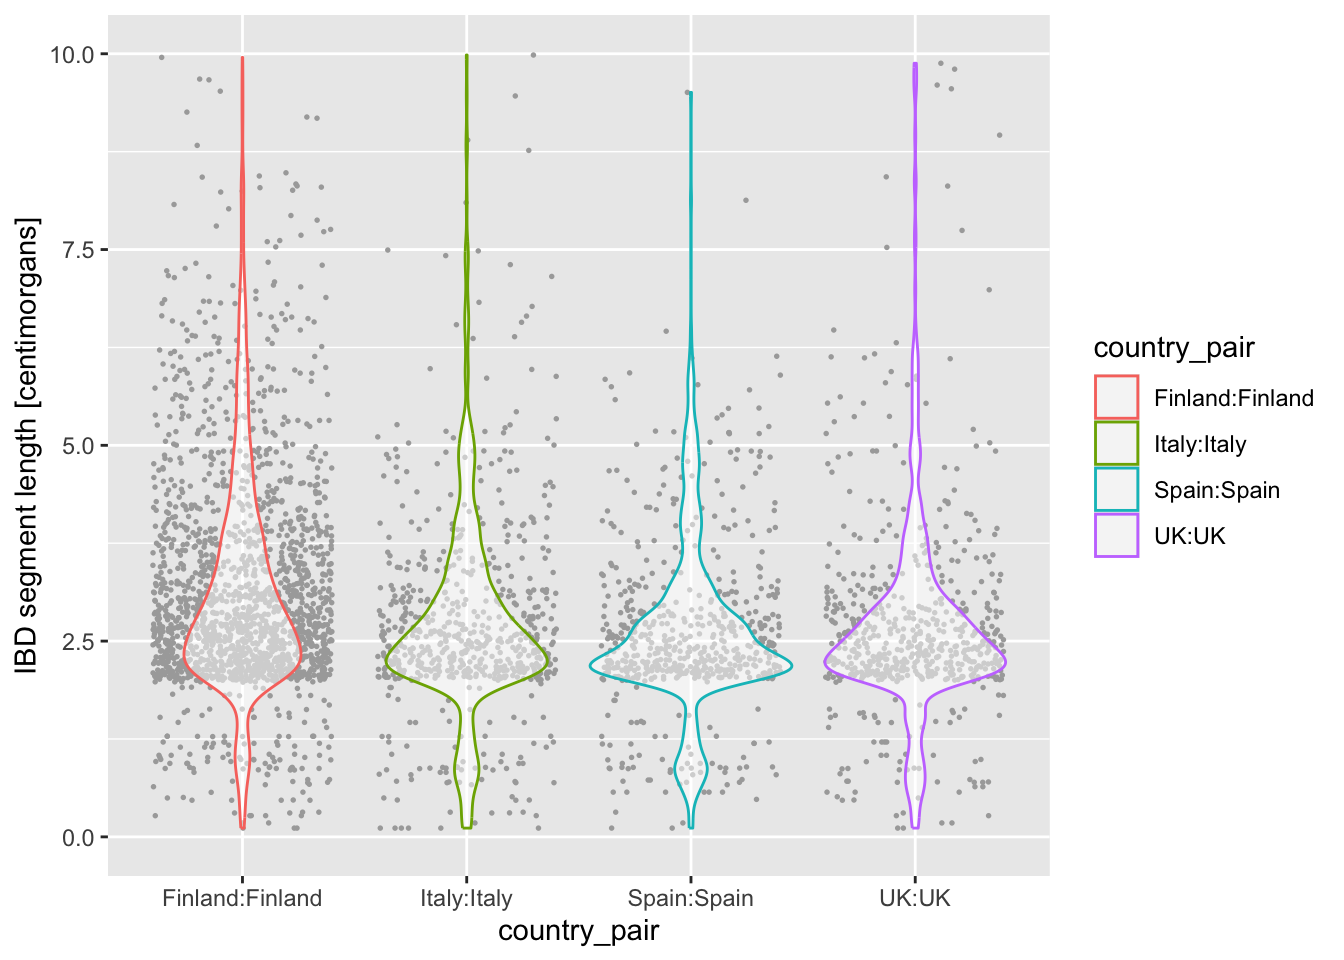 IBD segment length [centimorgans]
10.0
7.5
5.0
2.5
0.0
Finland:Finland
Italy:Italy
Spain:Spain
UK:UK
country_pair
country_pair
Finland:Finland
Italy:Italy
Spain:Spain
UK:UK